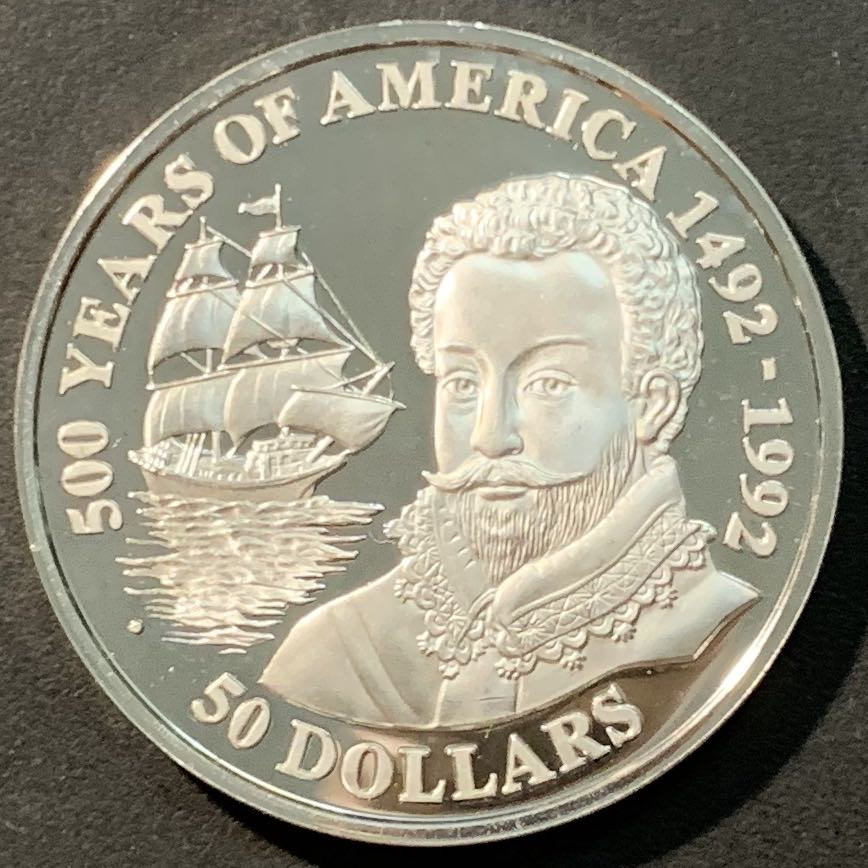 500 YEARS OF AMERICA 1492-1992
50 DOLLARS